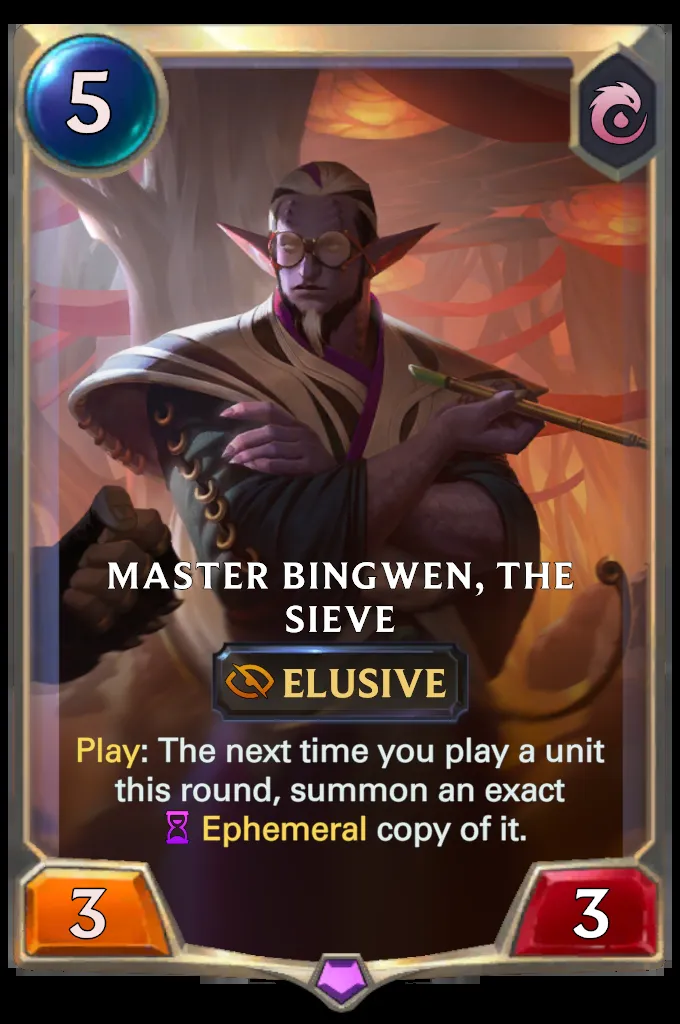 5
MASTER BINGWEN, THE
SIEVE
ELUSIVE
Play: The next time you play a unit
this round, summon an exact
Ephemeral copy of it.
3
3